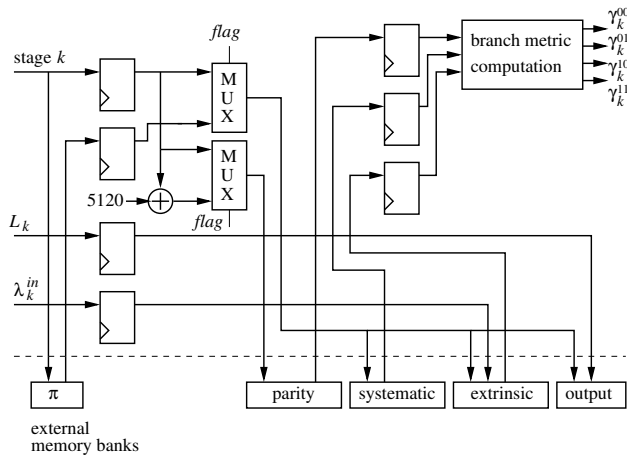 flag
stage k
M
U
X
branch metric
computation
γ_k^{00}
γ_k^{01}
γ_k^{10}
γ_k^{11}
M
U
X
5120
+
flag
L_k
λ_k^{in}
π
parity
systematic
extrinsic
output
external
memory banks